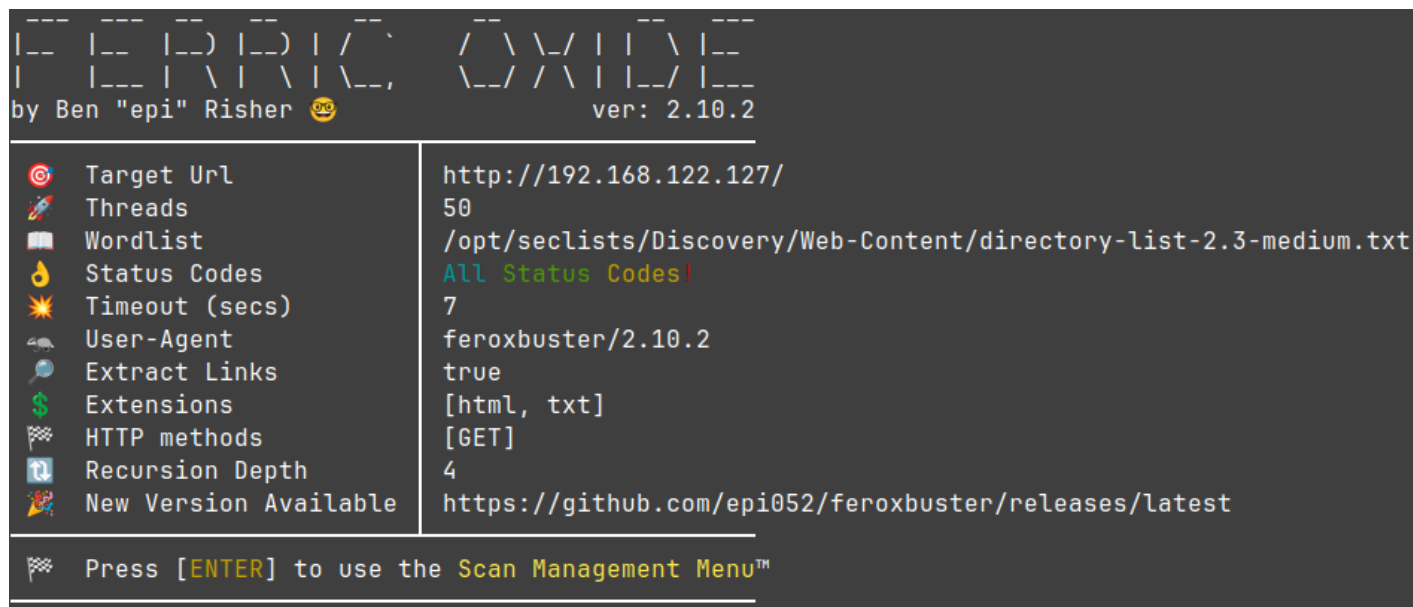 FERRIC OXIDE
by Ben "epi" Risher 🤓 ver: 2.10.2
🎯 Target Url │ http://192.168.122.127/
🚀 Threads │ 50
📖 Wordlist │ /opt/seclists/Discovery/Web-Content/directory-list-2.3-medium.txt
👌 Status Codes │ All Status Codes!
💥 Timeout (secs) │ 7
🦡 User-Agent │ feroxbuster/2.10.2
🔎 Extract Links │ true
💲 Extensions │ [html, txt]
🏁 HTTP methods │ [GET]
🔃 Recursion Depth │ 4
🎉 New Version Available │ https://github.com/epi052/feroxbuster/releases/latest
🏁 Press [ENTER] to use the Scan Management Menu™